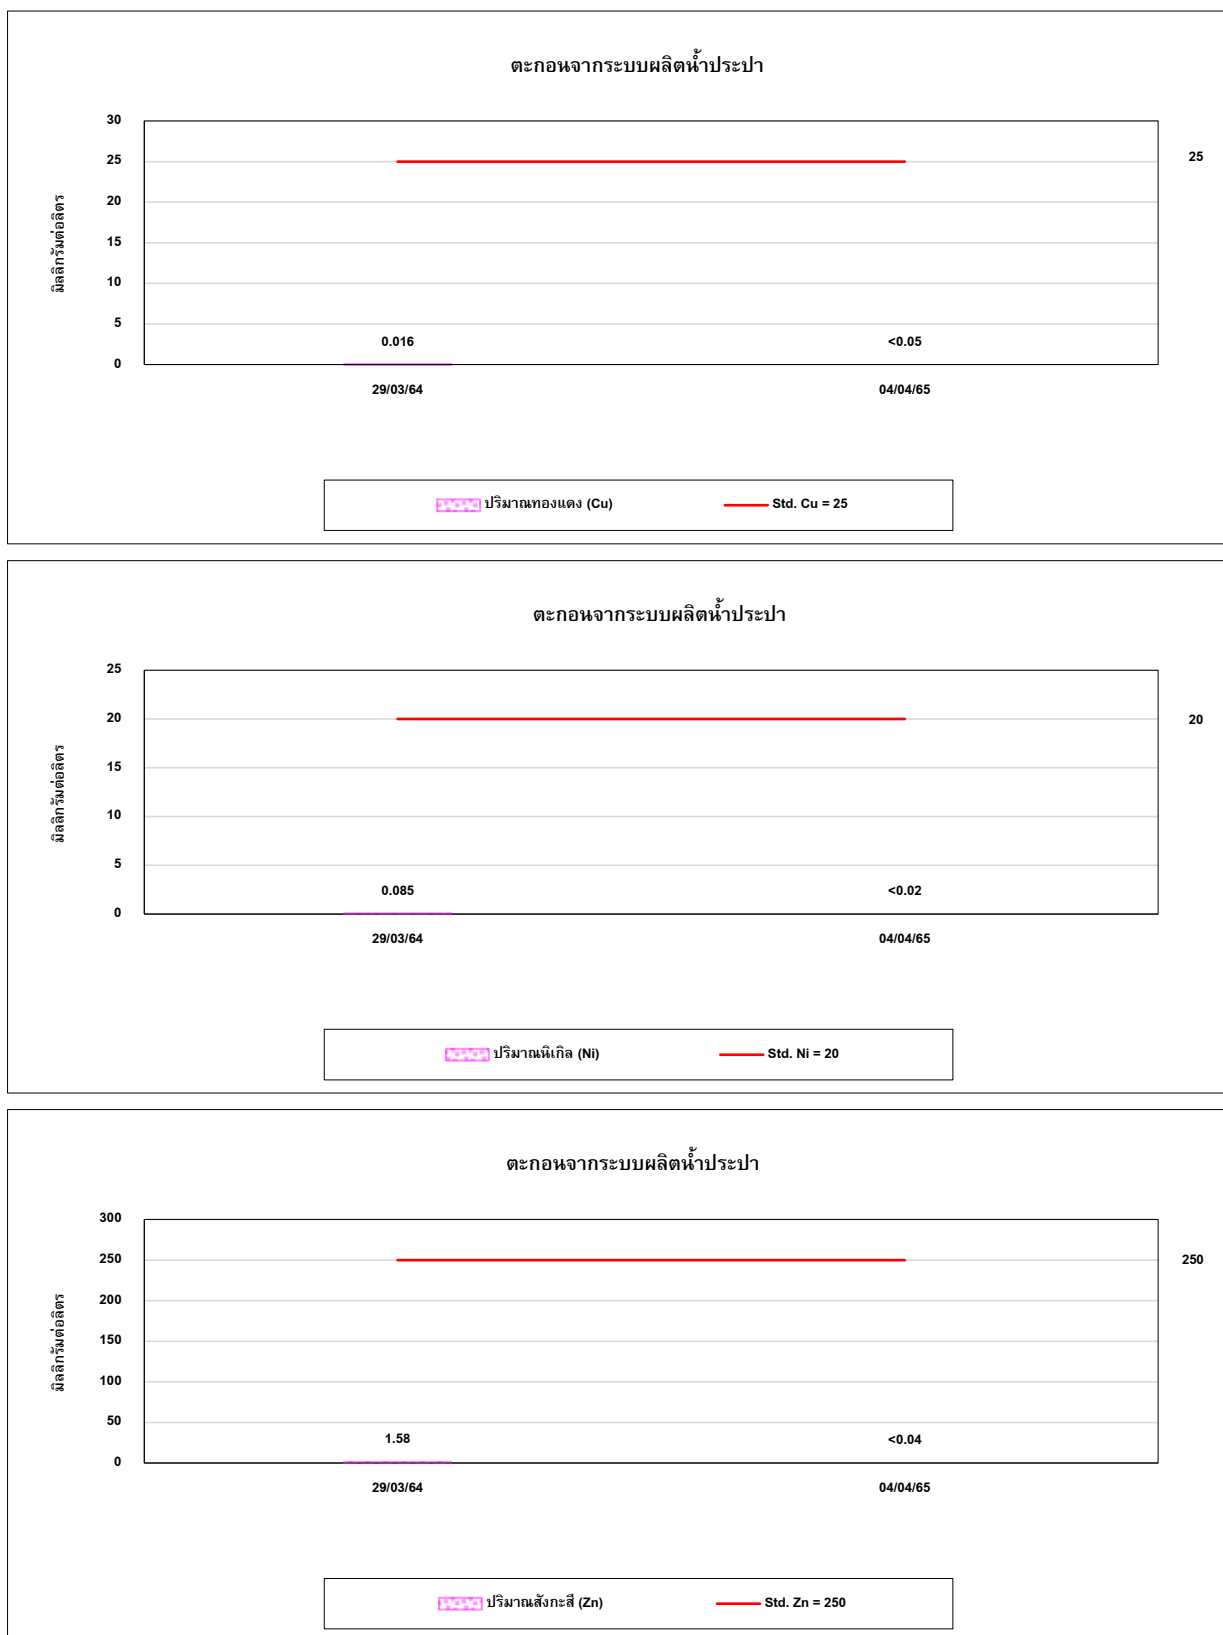 ตะกอนจากระบบผลิตน้ำประปา
มิลลิกรัมต่อลิตร
30
25
20
15
10
5
0
25
0.016
<0.05
29/03/64
04/04/65
ปริมาณทองแดง (Cu)
Std. Cu = 25
ตะกอนจากระบบผลิตน้ำประปา
มิลลิกรัมต่อลิตร
25
20
15
10
5
0
20
0.085
<0.02
29/03/64
04/04/65
ปริมาณนิเกิล (Ni)
Std. Ni = 20
ตะกอนจากระบบผลิตน้ำประปา
มิลลิกรัมต่อลิตร
300
250
200
150
100
50
0
250
1.58
<0.04
29/03/64
04/04/65
ปริมาณสังกะสี (Zn)
Std. Zn = 250